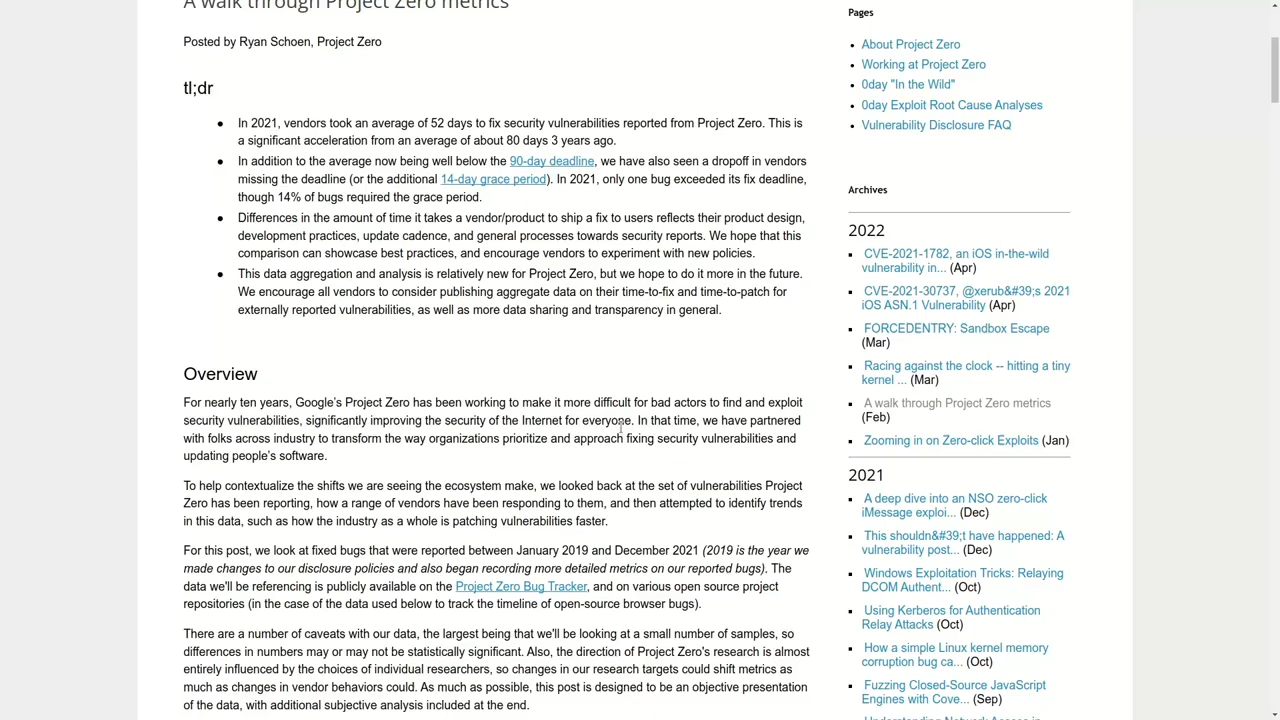 A walk through Project Zero metrics
Posted by Ryan Schoen, Project Zero
tl;dr
● In 2021, vendors took an average of 52 days to fix security vulnerabilities reported from Project Zero. This is
a significant acceleration from an average of about 80 days 3 years ago.
● In addition to the average now being well below the 90-day deadline, we have also seen a dropoff in vendors
missing the deadline (or the additional 14-day grace period). In 2021, only one bug exceeded its fix deadline,
though 14% of bugs required the grace period.
● Differences in the amount of time it takes a vendor/product to ship a fix to users reflects their product design,
development practices, update cadence, and general processes towards security reports. We hope that this
comparison can showcase best practices, and encourage vendors to experiment with new policies.
● This data aggregation and analysis is relatively new for Project Zero, but we hope to do it more in the future.
We encourage all vendors to consider publishing aggregate data on their time-to-fix and time-to-patch for
externally reported vulnerabilities, as well as more data sharing and transparency in general.
Overview
For nearly ten years, Google's Project Zero has been working to make it more difficult for bad actors to find and exploit
security vulnerabilities, significantly improving the security of the Internet for everyone. In that time, we have partnered
with folks across industry to transform the way organizations prioritize and approach fixing security vulnerabilities and
updating people's software.
To help contextualize the shifts we are seeing the ecosystem make, we looked back at the set of vulnerabilities Project
Zero has been reporting, how a range of vendors have been responding to them, and then attempted to identify trends
in this data, such as how the industry as a whole is patching vulnerabilities faster.
For this post, we look at fixed bugs that were reported between January 2019 and December 2021 (2019 is the year we
made changes to our disclosure policies and also began recording more detailed metrics on our reported bugs). The
data we'll be referencing is publicly available on the Project Zero Bug Tracker, and on various open source project
repositories (in the case of the data used below to track the timeline of open-source browser bugs).
There are a number of caveats with our data, the largest being that we'll be looking at a small number of samples, so
differences in numbers may or may not be statistically significant. Also, the direction of Project Zero's research is almost
entirely influenced by the choices of individual researchers, so changes in our research targets could shift metrics as
much as changes in vendor behaviors could. As much as possible, this post is designed to be an objective presentation
of the data, with additional subjective analysis included at the end.
Pages
• About Project Zero
• Working at Project Zero
• 0day "In the Wild"
• 0day Exploit Root Cause Analyses
• Vulnerability Disclosure FAQ
Archives
2022
▪ CVE-2021-1782, an iOS in-the-wild
vulnerability in... (Apr)
▪ CVE-2021-30737, @xerub&#39;s 2021
iOS ASN.1 Vulnerability (Apr)
▪ FORCEDENTRY: Sandbox Escape
(Mar)
▪ Racing against the clock -- hitting a tiny
kernel ... (Mar)
▪ A walk through Project Zero metrics
(Feb)
▪ Zooming in on Zero-click Exploits (Jan)
2021
▪ A deep dive into an NSO zero-click
iMessage exploi... (Dec)
▪ This shouldn&#39;t have happened: A
vulnerability post... (Dec)
▪ Windows Exploitation Tricks: Relaying
DCOM Authent... (Oct)
▪ Using Kerberos for Authentication
Relay Attacks (Oct)
▪ How a simple Linux kernel memory
corruption bug ca... (Oct)
▪ Fuzzing Closed-Source JavaScript
Engines with Cove... (Sep)